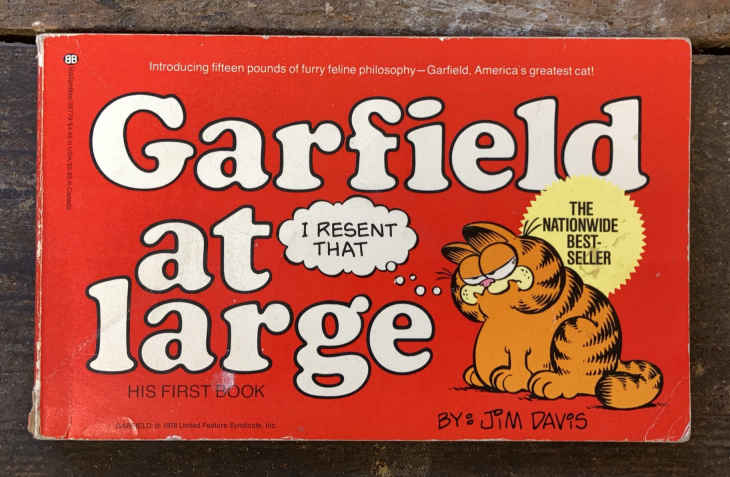 BB
Introducing fifteen pounds of furry feline philosophy—Garfield, America's greatest cat!
Garfield
at
large
I RESENT
THAT
THE
NATIONWIDE
BEST-
SELLER
HIS FIRST BOOK
GARFIELD: © 1978 United Feature Syndicate, Inc.
BY: JIM DAVIS